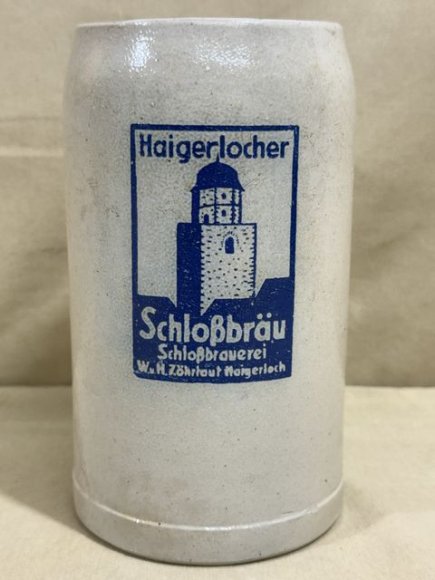 Haigerlocher
Schloßbräu
Schloßbrauerei
W.u.H. Zöhrlaut Haigerloch